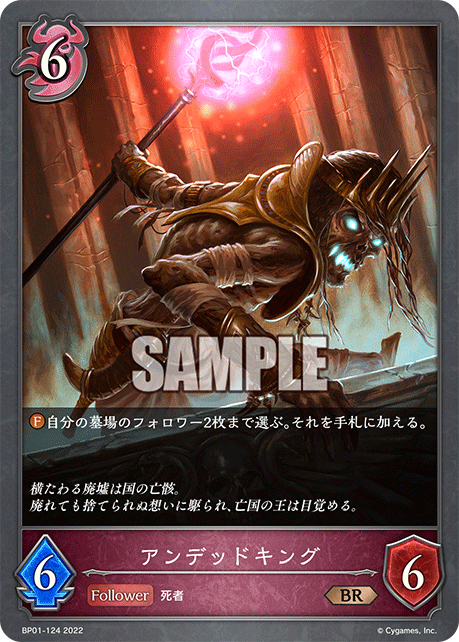 6
SAMPLE
F自分の墓場のフォロワー2枚まで選ぶ。それを手札に加える。
横たわる廃墟は国の亡骸。
廃れても捨てられぬ想いに駆られ、亡国の王は目覚める。
アンデッドキング
6
Follower 死者
BR
6
BP01-124 2022
© Cygames, Inc.